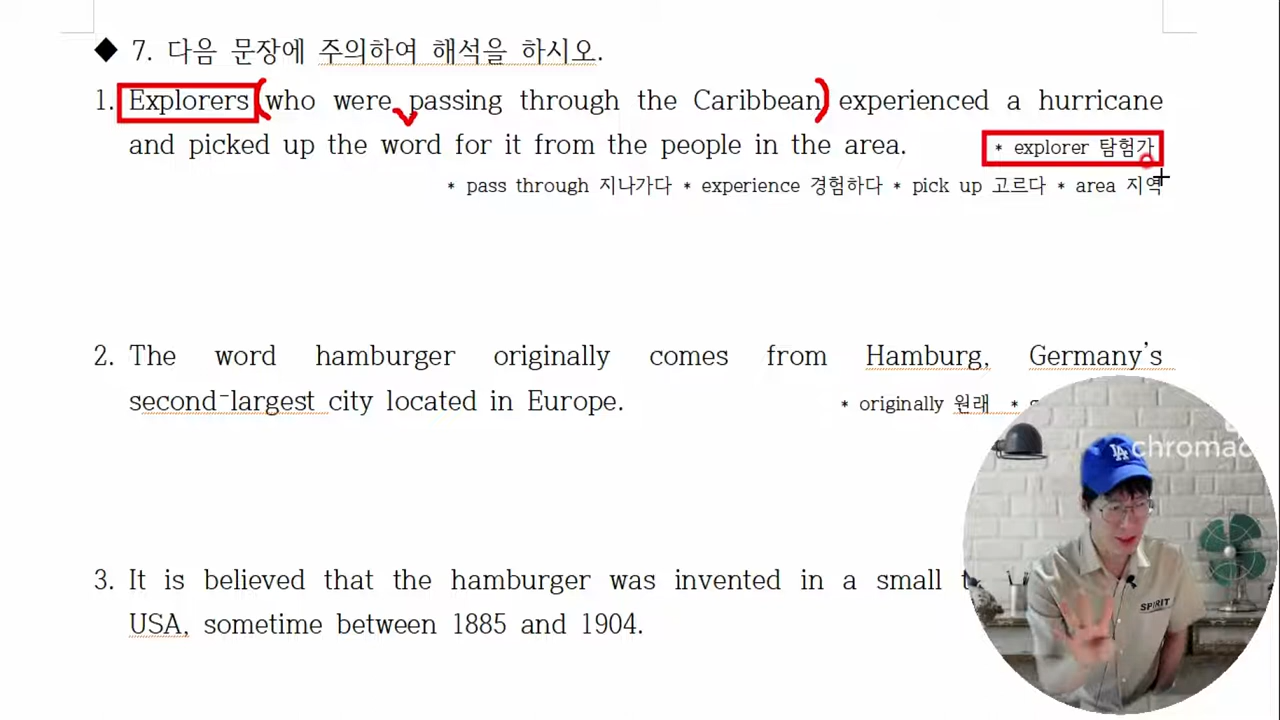 ◆ 7. 다음 문장에 주의하여 해석을 하시오.
1. Explorers who were passing through the Caribbean experienced a hurricane
and picked up the word for it from the people in the area. * explorer 탐험가
* pass through 지나가다 * experience 경험하다 * pick up 고르다 * area 지역
2. The word hamburger originally comes from Hamburg, Germany's
second-largest city located in Europe. * originally 원래 *
chromac
LA
3. It is believed that the hamburger was invented in a small
SPIRIT
USA, sometime between 1885 and 1904.